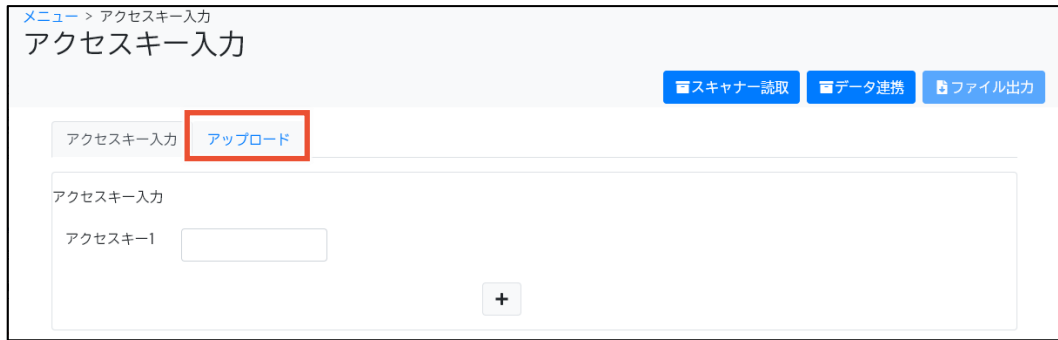 メニュー > アクセスキー入力
アクセスキー入力
スキャナー読取 データ連携 ファイル出力
アクセスキー入力 アップロード
アクセスキー入力
アクセスキー1
+